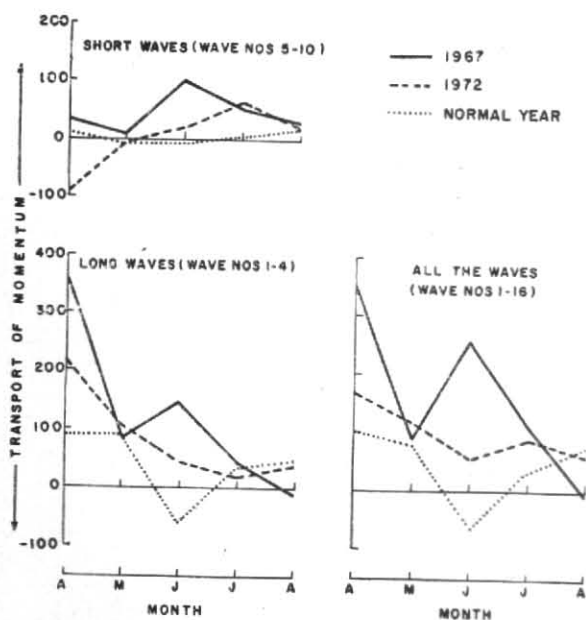 200
SHORT WAVES (WAVE NOS 5-10)
100
0
-100
1967
1972
NORMAL YEAR
TRANSPORT OF MOMENTUM
400
LONG WAVES (WAVE NOS 1-4)
300
200
100
0
-100
A M J J A
MONTH
ALL THE WAVES
(WAVE NOS 1-16)
A M J J A
MONTH